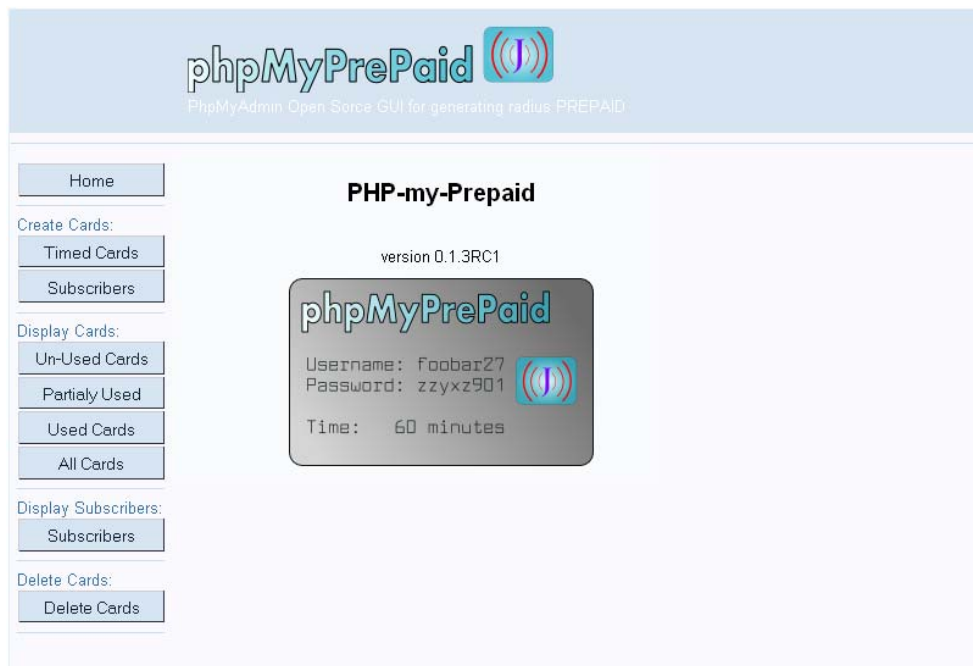 phpMyPrePaid ((J))
PhpMyAdmin Open Sorce GUI for generating radius PREPAID
Home
Create Cards:
Timed Cards
Subscribers
Display Cards:
Un-Used Cards
Partialy Used
Used Cards
All Cards
Display Subscribers:
Subscribers
Delete Cards:
Delete Cards
PHP-my-Prepaid
version 0.1.3RC1
phpMyPrePaid
Username: foobar27
Password: zzyxz901
((J))
Time: 60 minutes